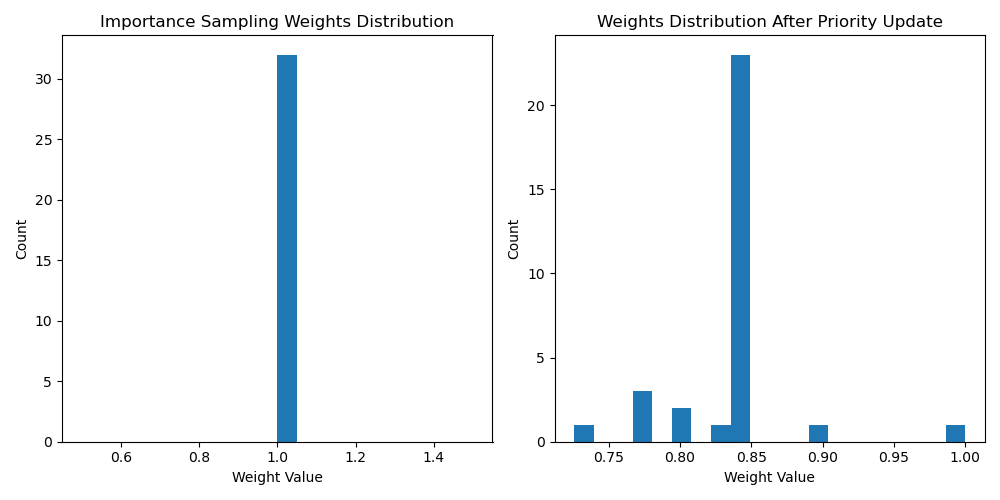 Importance Sampling Weights Distribution
30
25
20
15
10
5
0
Count
0.6 0.8 1.0 1.2 1.4
Weight Value
Weights Distribution After Priority Update
20
15
10
5
0
Count
0.75 0.80 0.85 0.90 0.95 1.00
Weight Value